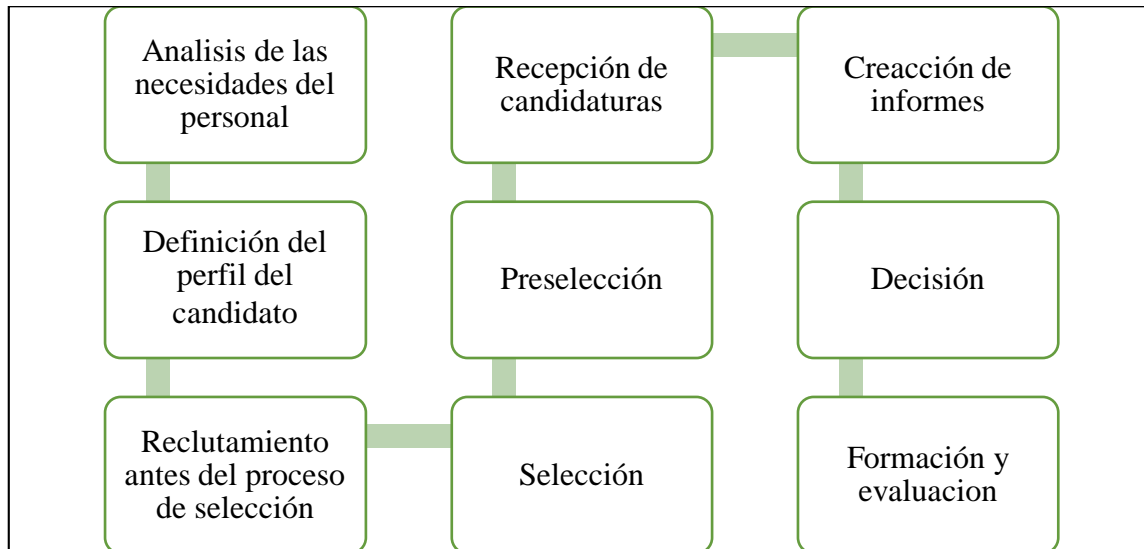 Analisis de las
necesidades del
personal
Definición del
perfil del
candidato
Reclutamiento
antes del proceso
de selección
Selección
Preselección
Recepción de
candidaturas
Creacción de
informes
Decisión
Formación y
evaluacion